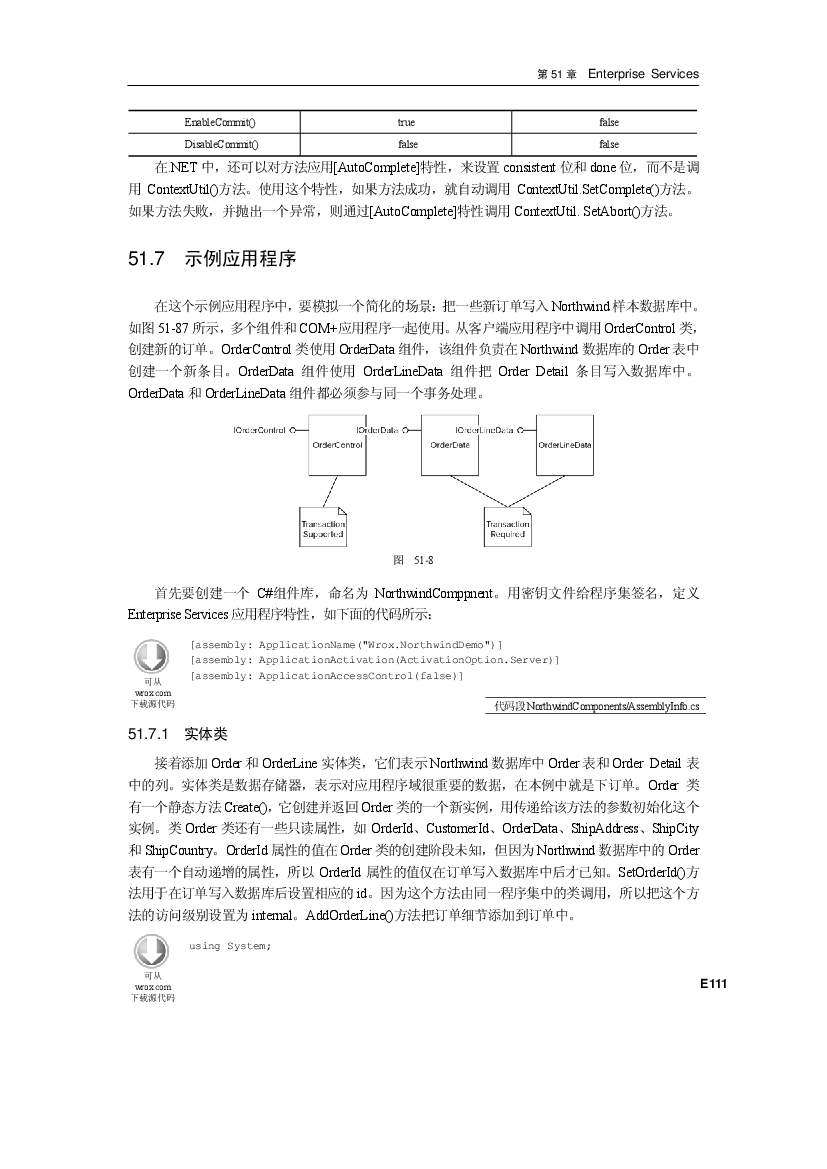 第 51 章 Enterprise Services
EnableCommit() true false
DisableCommit() false false
在.NET 中，还可以对方法应用[AutoComplete]特性，来设置 consistent 位和 done 位，而不是调
用 ContextUtil()方法。使用这个特性，如果方法成功，就自动调用 ContextUtil.SetComplete()方法。
如果方法失败，并抛出一个异常，则通过[AutoComplete]特性调用 ContextUtil. SetAbort()方法。
51.7 示例应用程序
在这个示例应用程序中，要模拟一个简化的场景：把一些新订单写入 Northwind 样本数据库中。
如图 51-87 所示，多个组件和 COM+应用程序一起使用。从客户端应用程序中调用 OrderControl 类，
创建新的订单。OrderControl 类使用 OrderData 组件，该组件负责在 Northwind 数据库的 Order 表中
创建一个新条目。OrderData 组件使用 OrderLineData 组件把 Order Detail 条目写入数据库中。
OrderData 和 OrderLineData 组件都必须参与同一个事务处理。
IOrderControl IOrderData IOrderLineData
OrderControl OrderData OrderLineData
Transaction Transaction
Supported Required
图 51-8
首先要创建一个 C#组件库，命名为 NorthwindComppnent。用密钥文件给程序集签名，定义
Enterprise Services 应用程序特性，如下面的代码所示：
[assembly: ApplicationName("Wrox.NorthwindDemo")]
[assembly: ApplicationActivation(ActivationOption.Server)]
[assembly: ApplicationAccessControl(false)]
可从
wrox.com
下载源代码
代码段 NorthwindComponents/AssemblyInfo.cs
51.7.1 实体类
接着添加 Order 和 OrderLine 实体类，它们表示 Northwind 数据库中 Order 表和 Order Detail 表
中的列。实体类是数据存储器，表示对应用程序域很重要的数据，在本例中就是下订单。Order 类
有一个静态方法 Create()，它创建并返回 Order 类的一个新实例，用传递给该方法的参数初始化这个
实例。类 Order 类还有一些只读属性，如 OrderId、CustomerId、OrderData、ShipAddress、ShipCity
和 ShipCountry。OrderId 属性的值在 Order 类的创建阶段未知，但因为 Northwind 数据库中的 Order
表有一个自动递增的属性，所以 OrderId 属性的值仅在订单写入数据库中后才已知。SetOrderId()方
法用于在订单写入数据库后设置相应的 id。因为这个方法由同一程序集中的类调用，所以把这个方
法的访问级别设置为 internal。AddOrderLine()方法把订单细节添加到订单中。
using System;
可从
wrox.com
下载源代码
E111